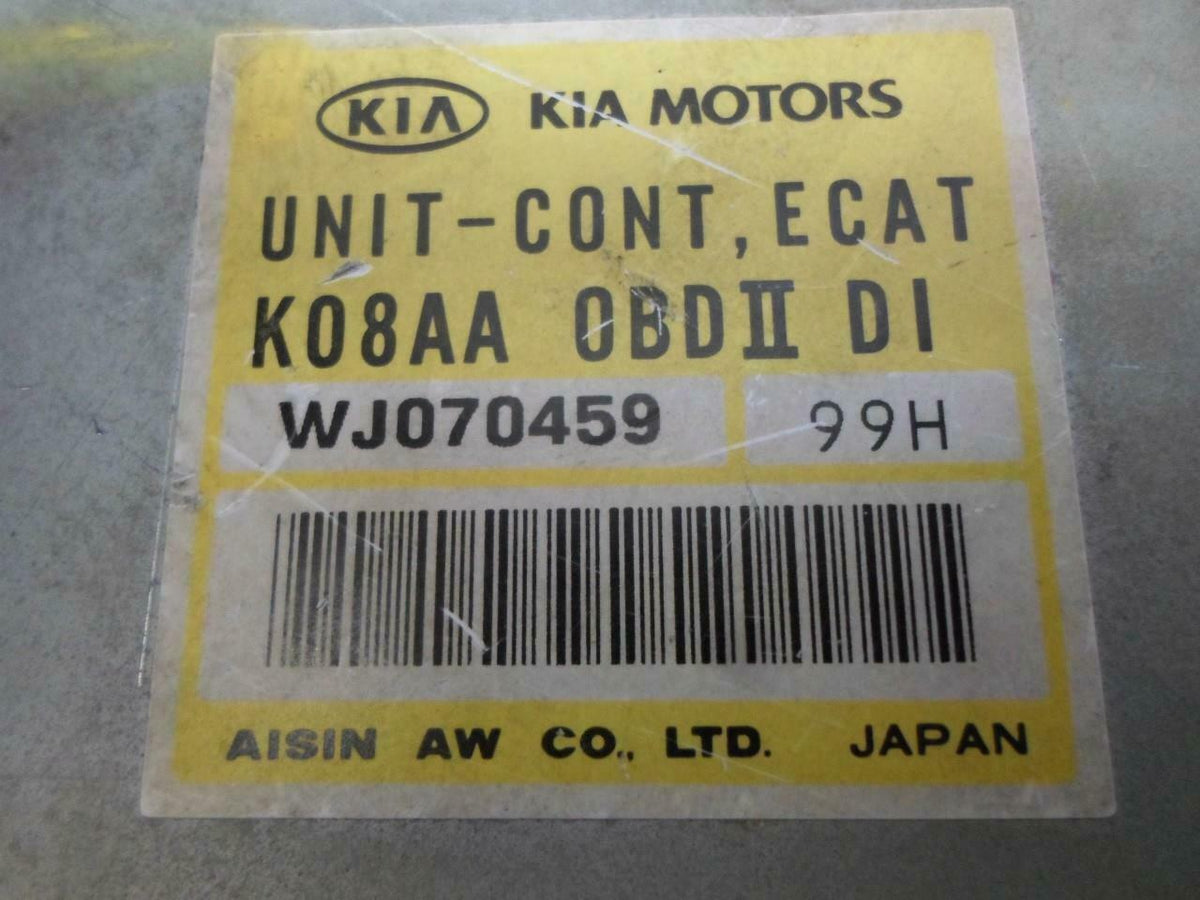 KIA KIA MOTORS
UNIT-CONT, ECAT
K08AA OBDII DI
WJ070459 99H
AISIN AW CO., LTD. JAPAN